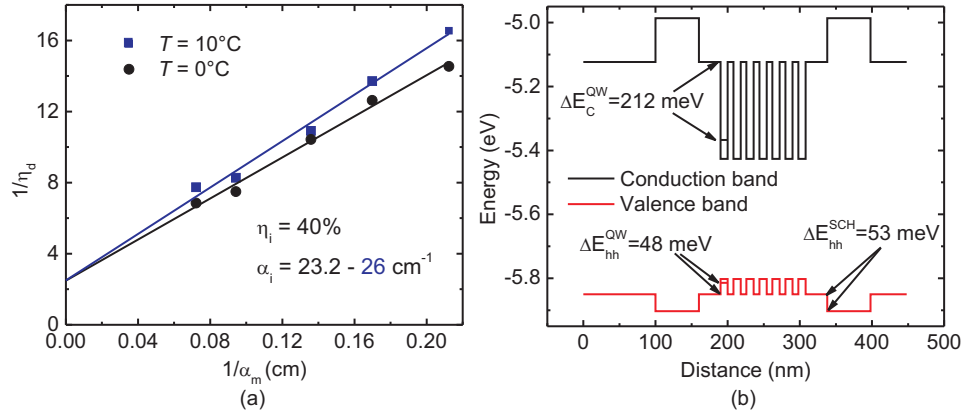 16
12
8
4
0
0.00 0.04 0.08 0.12 0.16 0.20
1/η_d
1/α_m (cm)
T = 10°C
T = 0°C
η_i = 40%
α_i = 23.2 - 26 cm⁻¹
(a)
-5.0
-5.2
-5.4
-5.6
-5.8
0 100 200 300 400 500
Energy (eV)
Distance (nm)
ΔE_C^QW=212 meV
Conduction band
Valence band
ΔE_hh^QW=48 meV
ΔE_hh^SCH=53 meV
(b)